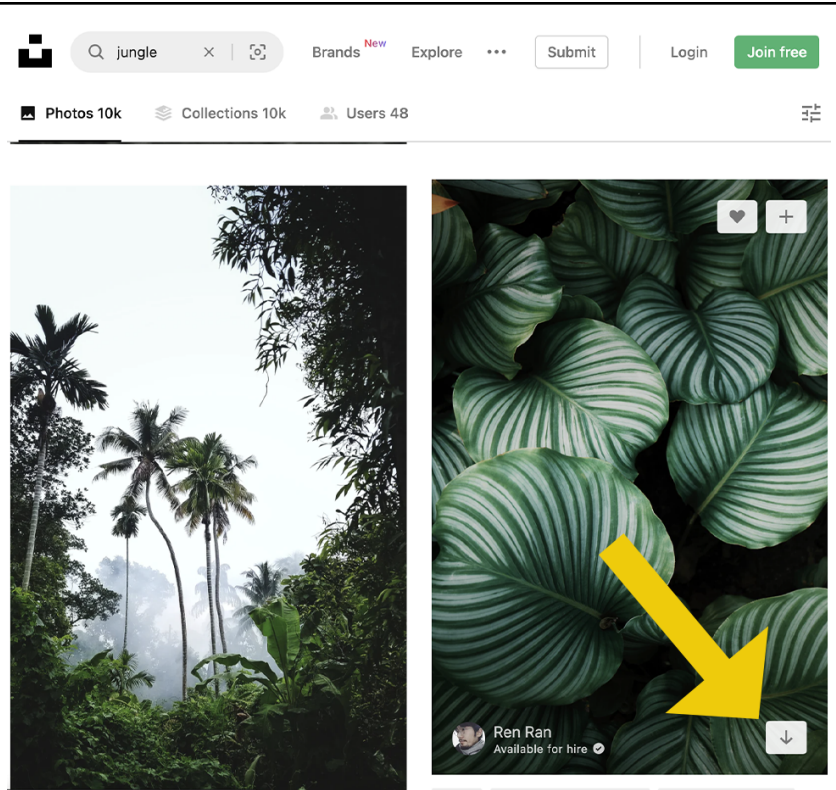 jungle
Brands New Explore Submit Login Join free
Photos 10k Collections 10k Users 48
Ren Ran
Available for hire